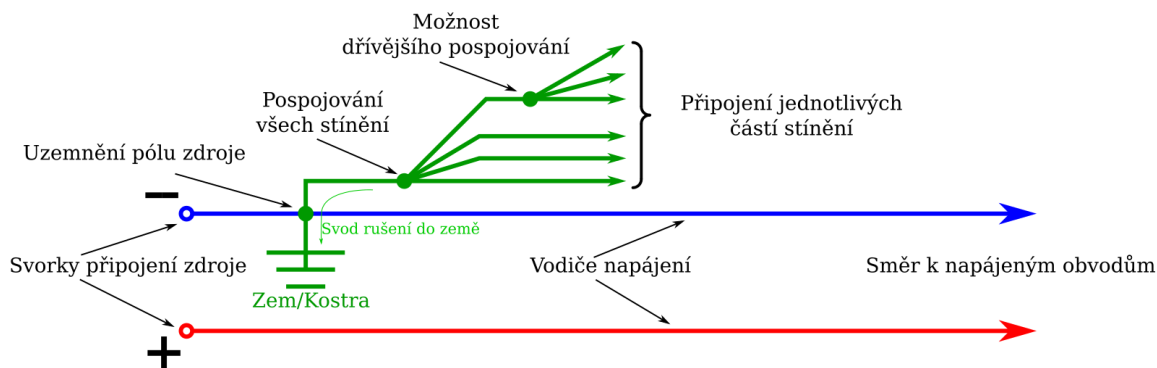 Možnost
dřívějšího pospojování
Pospojování
všech stínění
Připojení jednotlivých
částí stínění
Uzemnění pólu zdroje
−
Svod rušení do země
Svorky připojení zdroje
Vodiče napájení
Směr k napájeným obvodům
Zem/Kostra
+